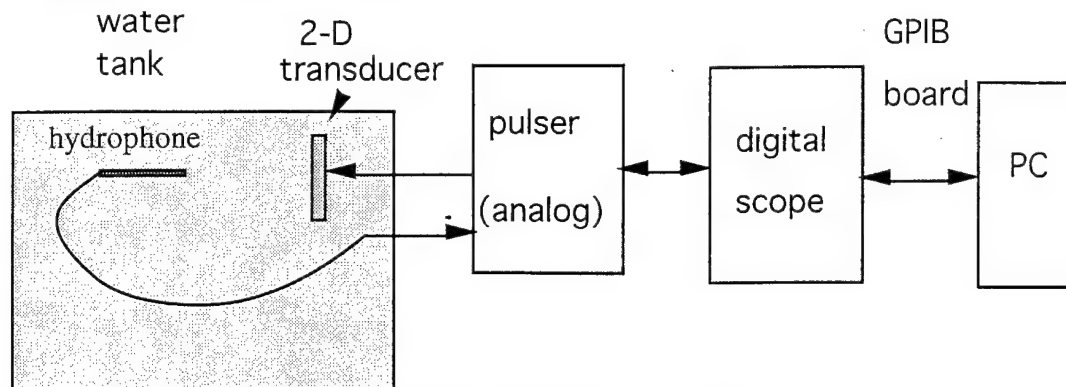 water
tank
2-D
transducer
hydrophone
pulser
(analog)
digital
scope
GPIB
board
PC